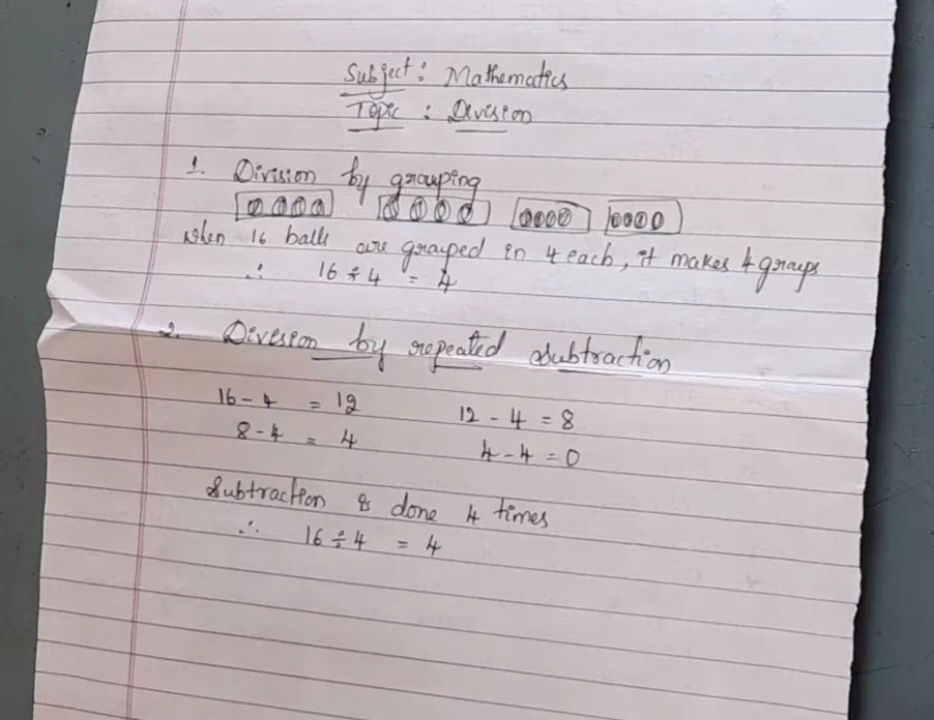 Subject : Mathematics
Topic : Division
1. Division by grouping
when 16 balls are grouped in 4 each, it makes 4 groups
∴ 16 ÷ 4 = 4
2. Division by repeated subtraction
16 - 4 = 12 12 - 4 = 8
8 - 4 = 4 4 - 4 = 0
Subtraction is done 4 times
∴ 16 ÷ 4 = 4